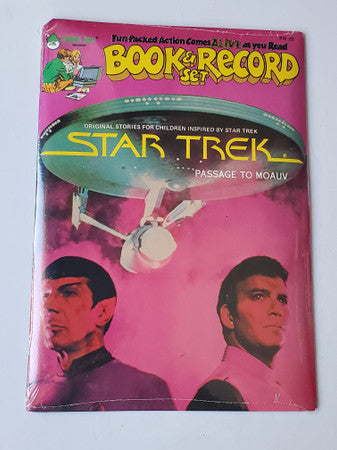 Fun-Packed Action Comes ALIVE as you Read
BOOK & RECORD
SET
ORIGINAL STORIES FOR CHILDREN INSPIRED BY STAR TREK
STAR TREK
PASSAGE TO MOAUV